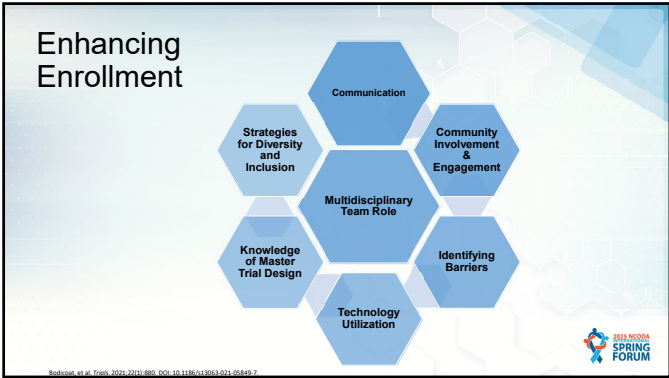 Enhancing
Enrollment
Communication
Community
Involvement
&
Engagement
Identifying
Barriers
Technology
Utilization
Knowledge
of Master
Trial Design
Strategies
for Diversity
and
Inclusion
Multidisciplinary
Team Role
Bodicoat, et al. Trials. 2021;22(1):880. DOI: 10.1186/s13063-021-05849-7.
2025 NCODA
INTERNATIONAL
SPRING
FORUM